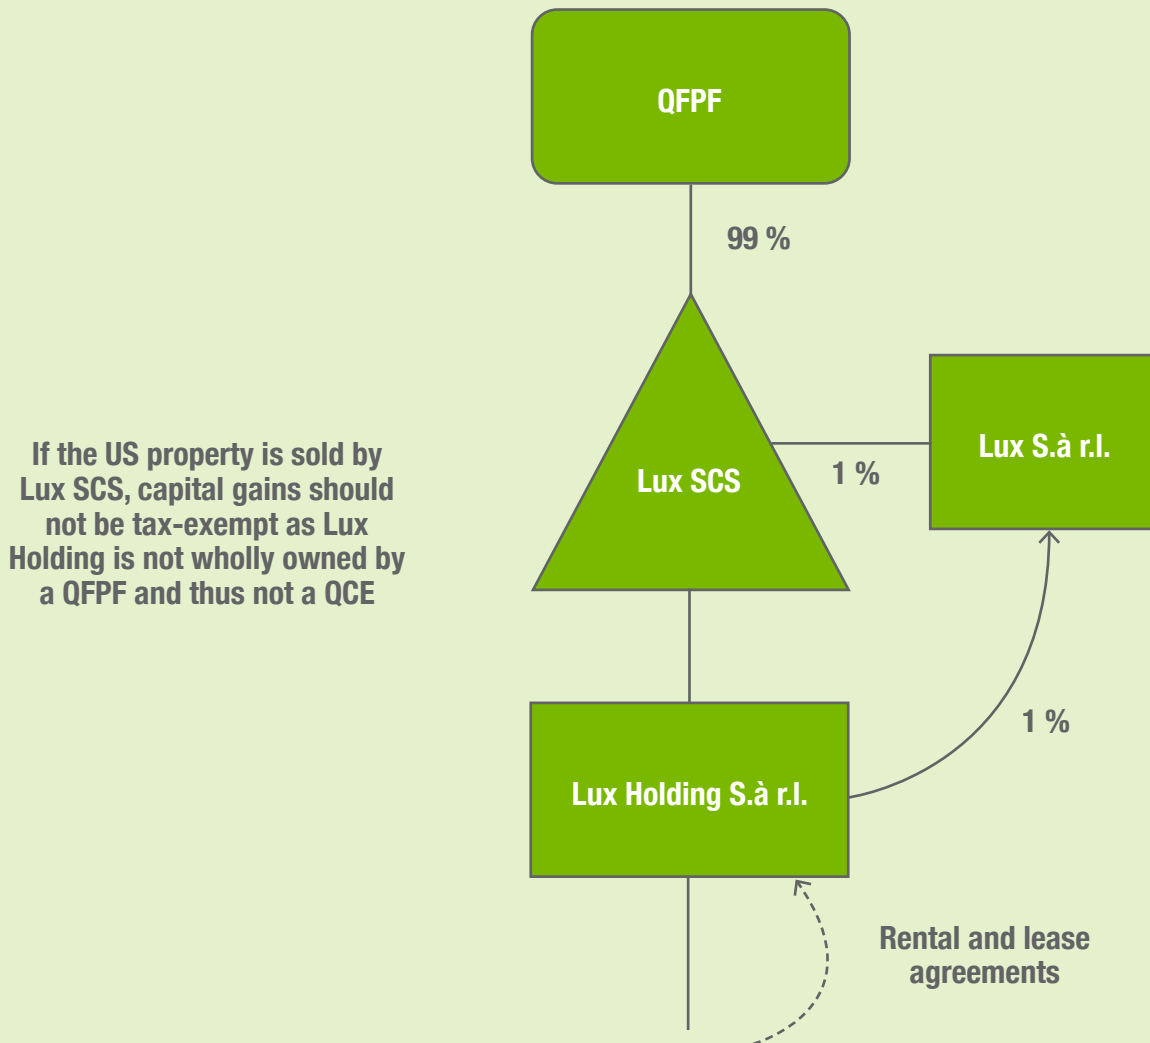 QFPF
99 %
Lux S.à r.l.
If the US property is sold by
Lux SCS, capital gains should
not be tax-exempt as Lux
Holding is not wholly owned by
a QFPF and thus not a QCE
Lux SCS
1 %
1 %
Lux Holding S.à r.l.
Rental and lease
agreements